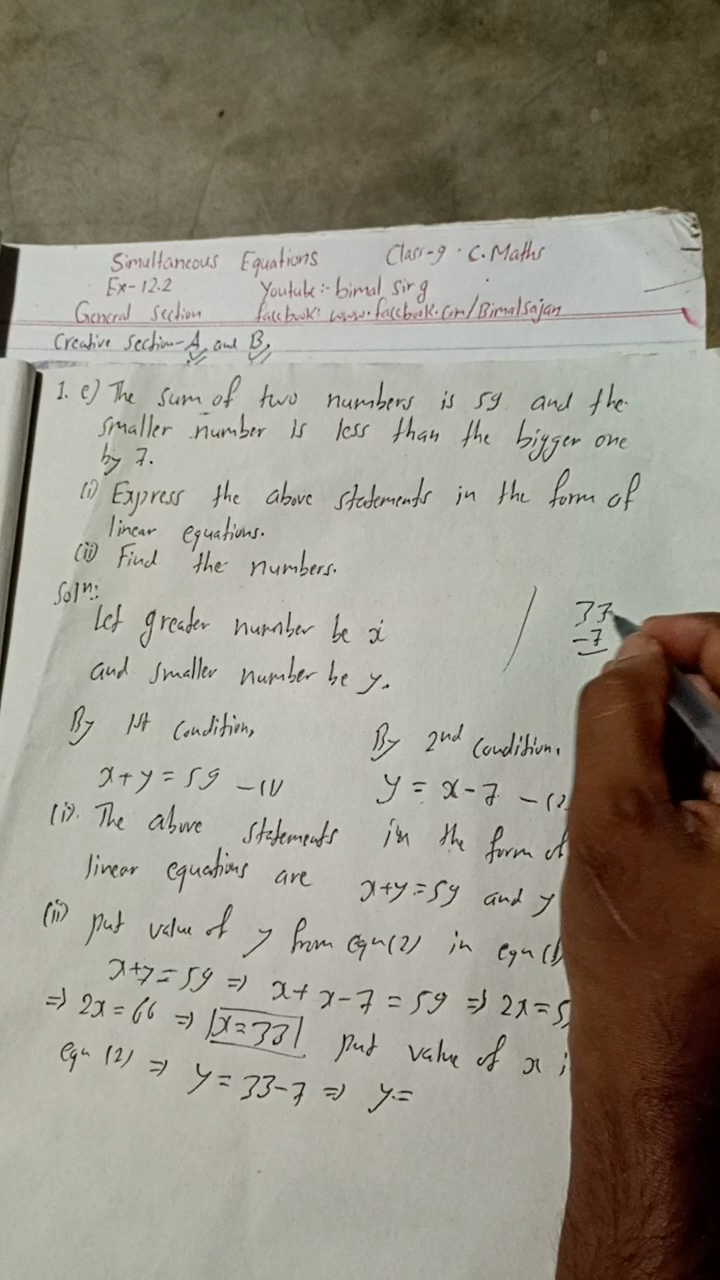 Simultaneous Equations Class-9 . C. Maths
Ex-12.2 Youtube:- bimal sir g
General section facebook: www.facebook.com/Bimalsajan
Creative section-A and B,
1. e) The sum of two numbers is 59 and the
smaller number is less than the bigger one
by 7.
(i) Express the above statements in the form of
linear equations.
(ii) Find the numbers.
Solⁿ:
Let greater number be x
and smaller number be y.
33
-7
By 1st condition, By 2nd condition,
x+y=59 -(1) y = x-7 -(2
(i). The above statements in the form of
linear equations are x+y=59 and y
(ii) put value of y from eqn(2) in eqn(1)
x+y=59 ⇒ x+x-7=59 ⇒ 2x=5
⇒ 2x=66 ⇒ x=33 put value of x i
eqn (2) ⇒ y=33-7 ⇒ y=